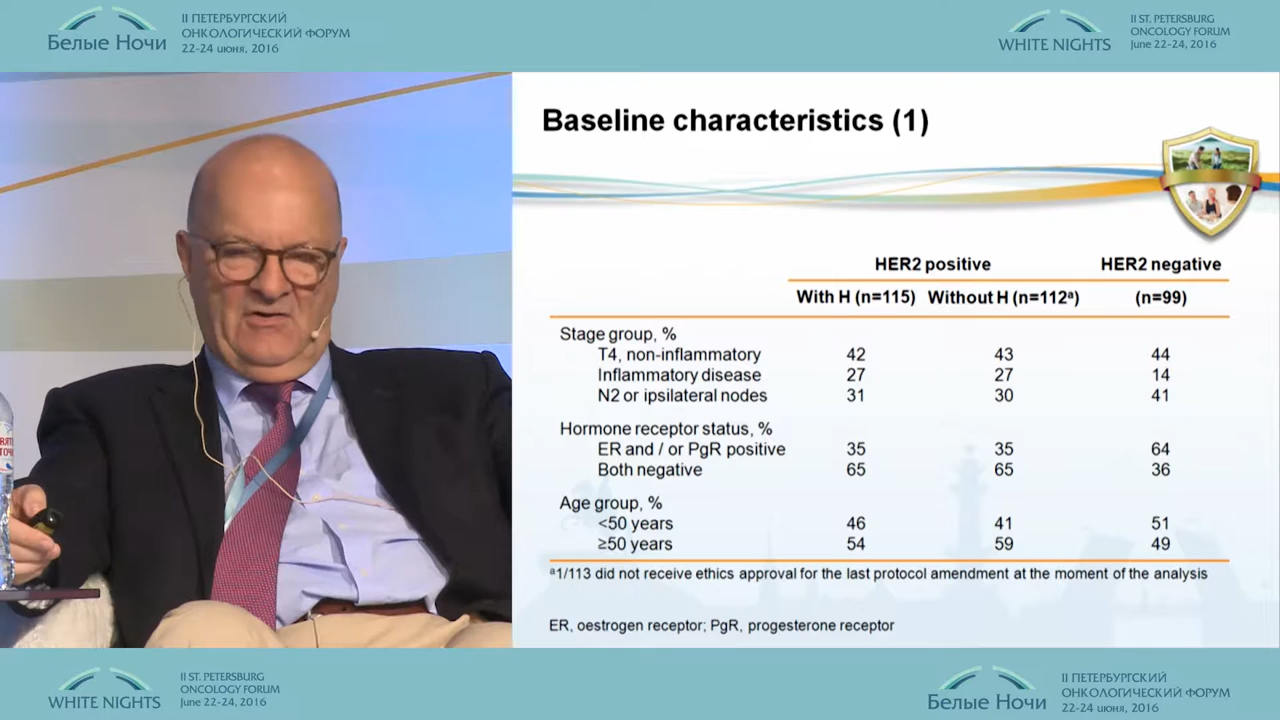 Белые Ночи
II ПЕТЕРБУРГСКИЙ
ОНКОЛОГИЧЕСКИЙ ФОРУМ
22-24 июня, 2016
WHITE NIGHTS
II ST. PETERSBURG
ONCOLOGY FORUM
June 22-24, 2016
Baseline characteristics (1)
HER2 positive HER2 negative
With H (n=115) Without H (n=112ª) (n=99)
Stage group, %
T4, non-inflammatory 42 43 44
Inflammatory disease 27 27 14
N2 or ipsilateral nodes 31 30 41
Hormone receptor status, %
ER and / or PgR positive 35 35 64
Both negative 65 65 36
Age group, %
<50 years 46 41 51
≥50 years 54 59 49
ª1/113 did not receive ethics approval for the last protocol amendment at the moment of the analysis
ER, oestrogen receptor; PgR, progesterone receptor
WHITE NIGHTS
II ST. PETERSBURG
ONCOLOGY FORUM
June 22-24, 2016
Белые Ночи
II ПЕТЕРБУРГСКИЙ
ОНКОЛОГИЧЕСКИЙ ФОРУМ
22-24 июня, 2016